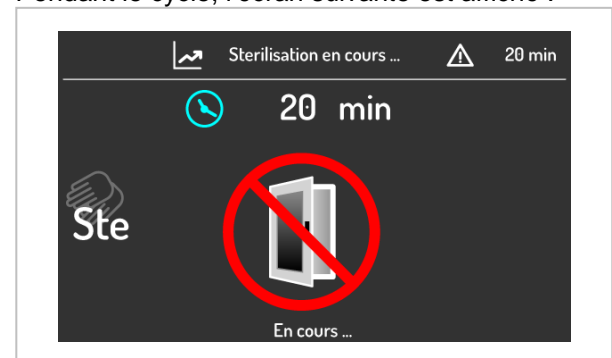 Pendant le cycle, l'écran suivante est affiché :
Sterilisation en cours ... 20 min
20 min
Ste
En cours ...